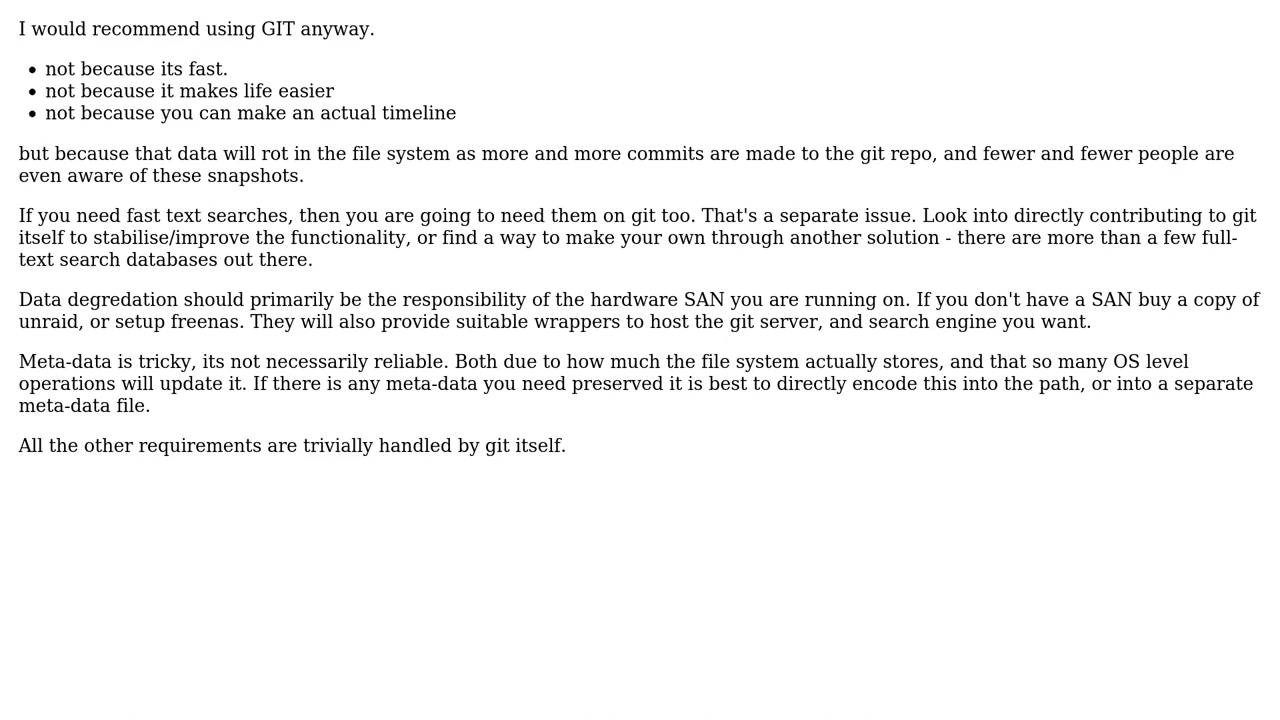 I would recommend using GIT anyway.
• not because its fast.
• not because it makes life easier
• not because you can make an actual timeline
but because that data will rot in the file system as more and more commits are made to the git repo, and fewer and fewer people are
even aware of these snapshots.
If you need fast text searches, then you are going to need them on git too. That's a separate issue. Look into directly contributing to git
itself to stabilise/improve the functionality, or find a way to make your own through another solution - there are more than a few full-
text search databases out there.
Data degredation should primarily be the responsibility of the hardware SAN you are running on. If you don't have a SAN buy a copy of
unraid, or setup freenas. They will also provide suitable wrappers to host the git server, and search engine you want.
Meta-data is tricky, its not necessarily reliable. Both due to how much the file system actually stores, and that so many OS level
operations will update it. If there is any meta-data you need preserved it is best to directly encode this into the path, or into a separate
meta-data file.
All the other requirements are trivially handled by git itself.